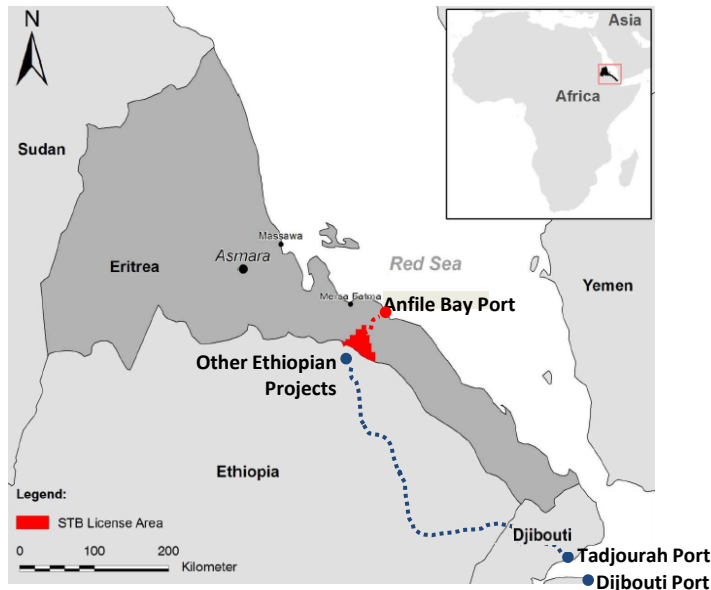 N
Asia
Africa
Sudan
Massawa
Asmara
Eritrea
Red Sea
Yemen
Mersa Fatma
Anfile Bay Port
Other Ethiopian
Projects
Ethiopia
Legend:
STB License Area
Djibouti
0 100 200
Kilometer
Tadjourah Port
Djibouti Port